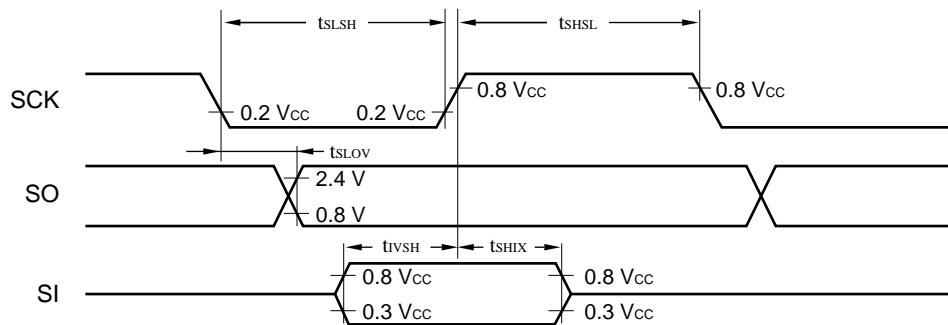 tSLSH tSHSL
SCK 0.2 VCC 0.2 VCC 0.8 VCC 0.8 VCC
tSLOV
SO 2.4 V
0.8 V
tIVSH tSHIX
SI 0.8 VCC 0.8 VCC
0.3 VCC 0.3 VCC